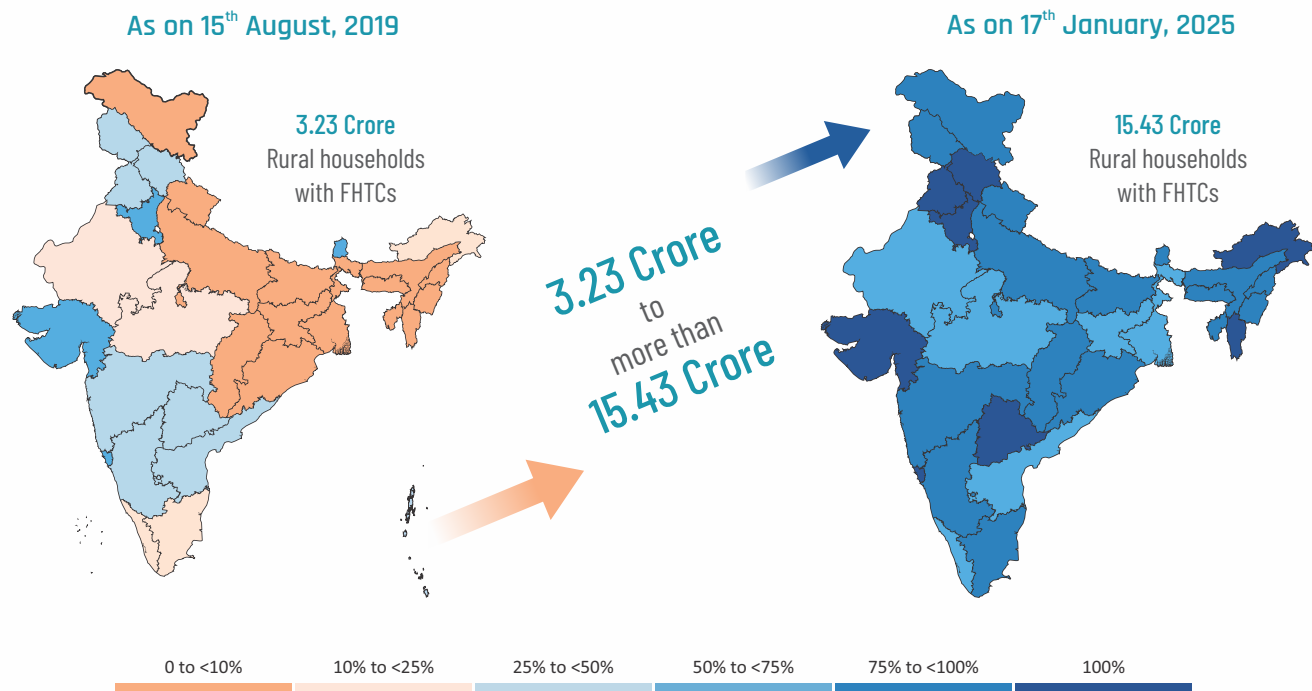 As on 15th August, 2019
3.23 Crore
Rural households
with FHTCs
3.23 Crore
to
more than
15.43 Crore
As on 17th January, 2025
15.43 Crore
Rural households
with FHTCs
0 to <10%
10% to <25%
25% to <50%
50% to <75%
75% to <100%
100%